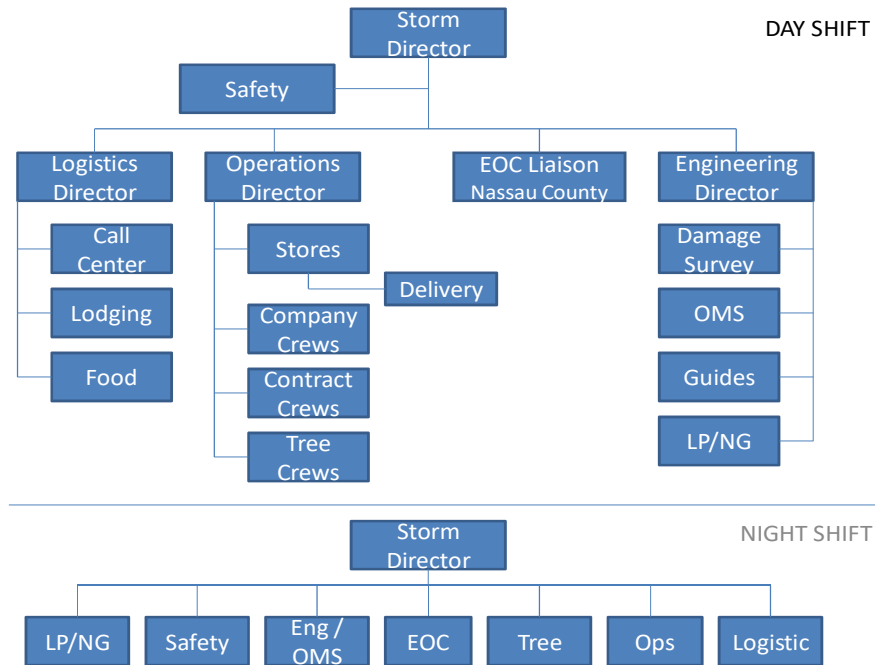 Storm
Director
DAY SHIFT
Safety
Logistics
Director
Operations
Director
EOC Liaison
Nassau County
Engineering
Director
Call
Center
Stores
Damage
Survey
Delivery
Lodging
Company
Crews
OMS
Food
Contract
Crews
Guides
Tree
Crews
LP/NG
NIGHT SHIFT
Storm
Director
LP/NG
Safety
Eng /
OMS
EOC
Tree
Ops
Logistic